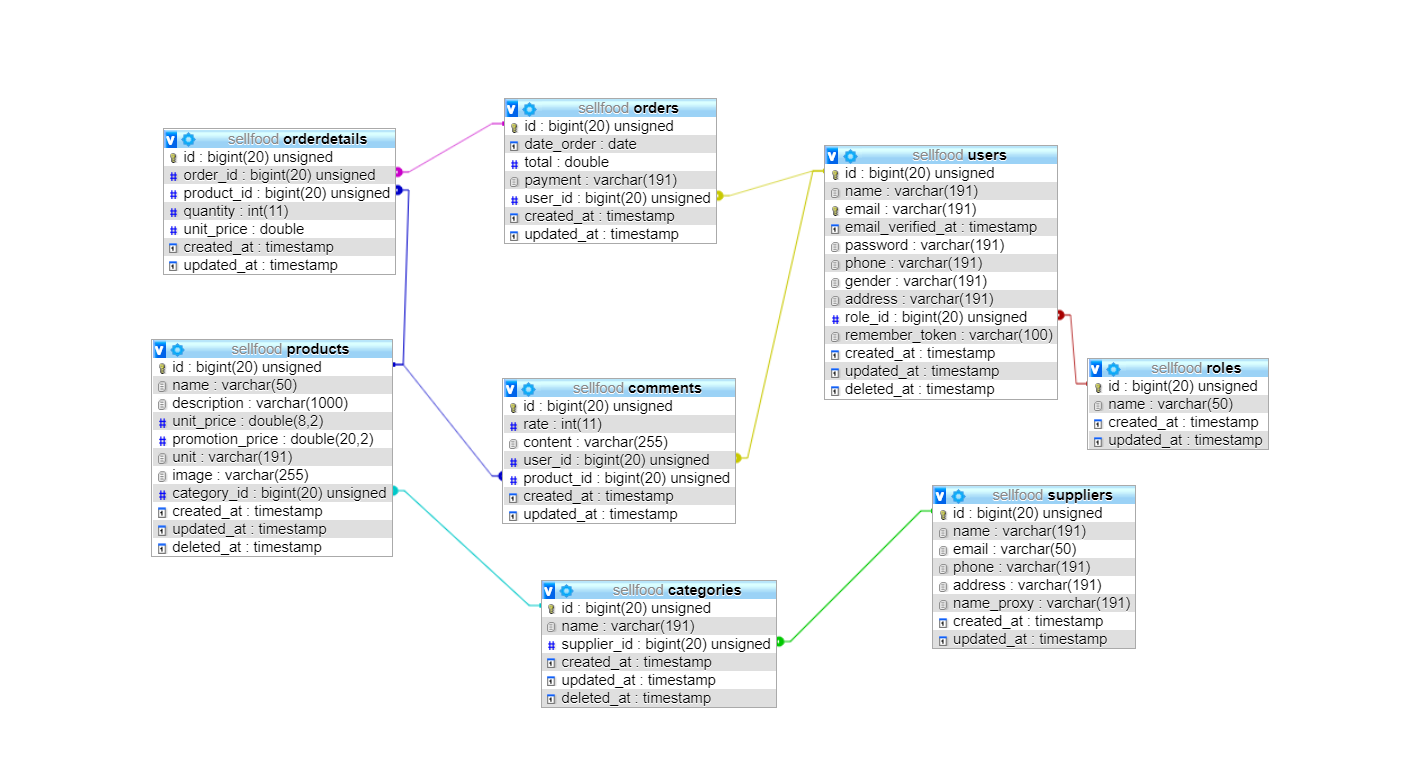 sellfood orderdetails
id : bigint(20) unsigned
order_id : bigint(20) unsigned
product_id : bigint(20) unsigned
quantity : int(11)
unit_price : double
created_at : timestamp
updated_at : timestamp
sellfood orders
id : bigint(20) unsigned
date_order : date
total : double
payment : varchar(191)
user_id : bigint(20) unsigned
created_at : timestamp
updated_at : timestamp
sellfood users
id : bigint(20) unsigned
name : varchar(191)
email : varchar(191)
email_verified_at : timestamp
password : varchar(191)
phone : varchar(191)
gender : varchar(191)
address : varchar(191)
role_id : bigint(20) unsigned
remember_token : varchar(100)
created_at : timestamp
updated_at : timestamp
deleted_at : timestamp
sellfood products
id : bigint(20) unsigned
name : varchar(50)
description : varchar(1000)
unit_price : double(8,2)
promotion_price : double(20,2)
unit : varchar(191)
image : varchar(255)
category_id : bigint(20) unsigned
created_at : timestamp
updated_at : timestamp
deleted_at : timestamp
sellfood comments
id : bigint(20) unsigned
rate : int(11)
content : varchar(255)
user_id : bigint(20) unsigned
product_id : bigint(20) unsigned
created_at : timestamp
updated_at : timestamp
sellfood roles
id : bigint(20) unsigned
name : varchar(50)
created_at : timestamp
updated_at : timestamp
sellfood suppliers
id : bigint(20) unsigned
name : varchar(191)
email : varchar(50)
phone : varchar(191)
address : varchar(191)
name_proxy : varchar(191)
created_at : timestamp
updated_at : timestamp
sellfood categories
id : bigint(20) unsigned
name : varchar(191)
supplier_id : bigint(20) unsigned
created_at : timestamp
updated_at : timestamp
deleted_at : timestamp